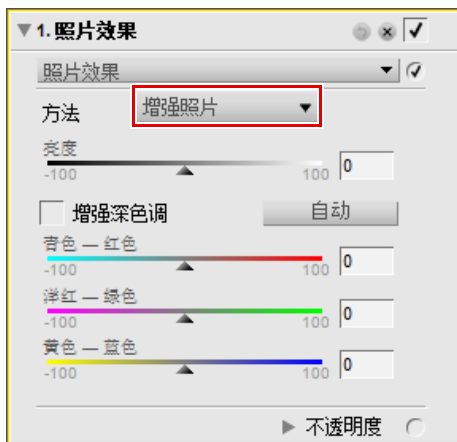 1. 照片效果
照片效果
方法 增强照片
亮度
-100 100 0
增强深色调 自动
青色 — 红色
-100 100 0
洋红 — 绿色
-100 100 0
黄色 — 蓝色
-100 100 0
不透明度